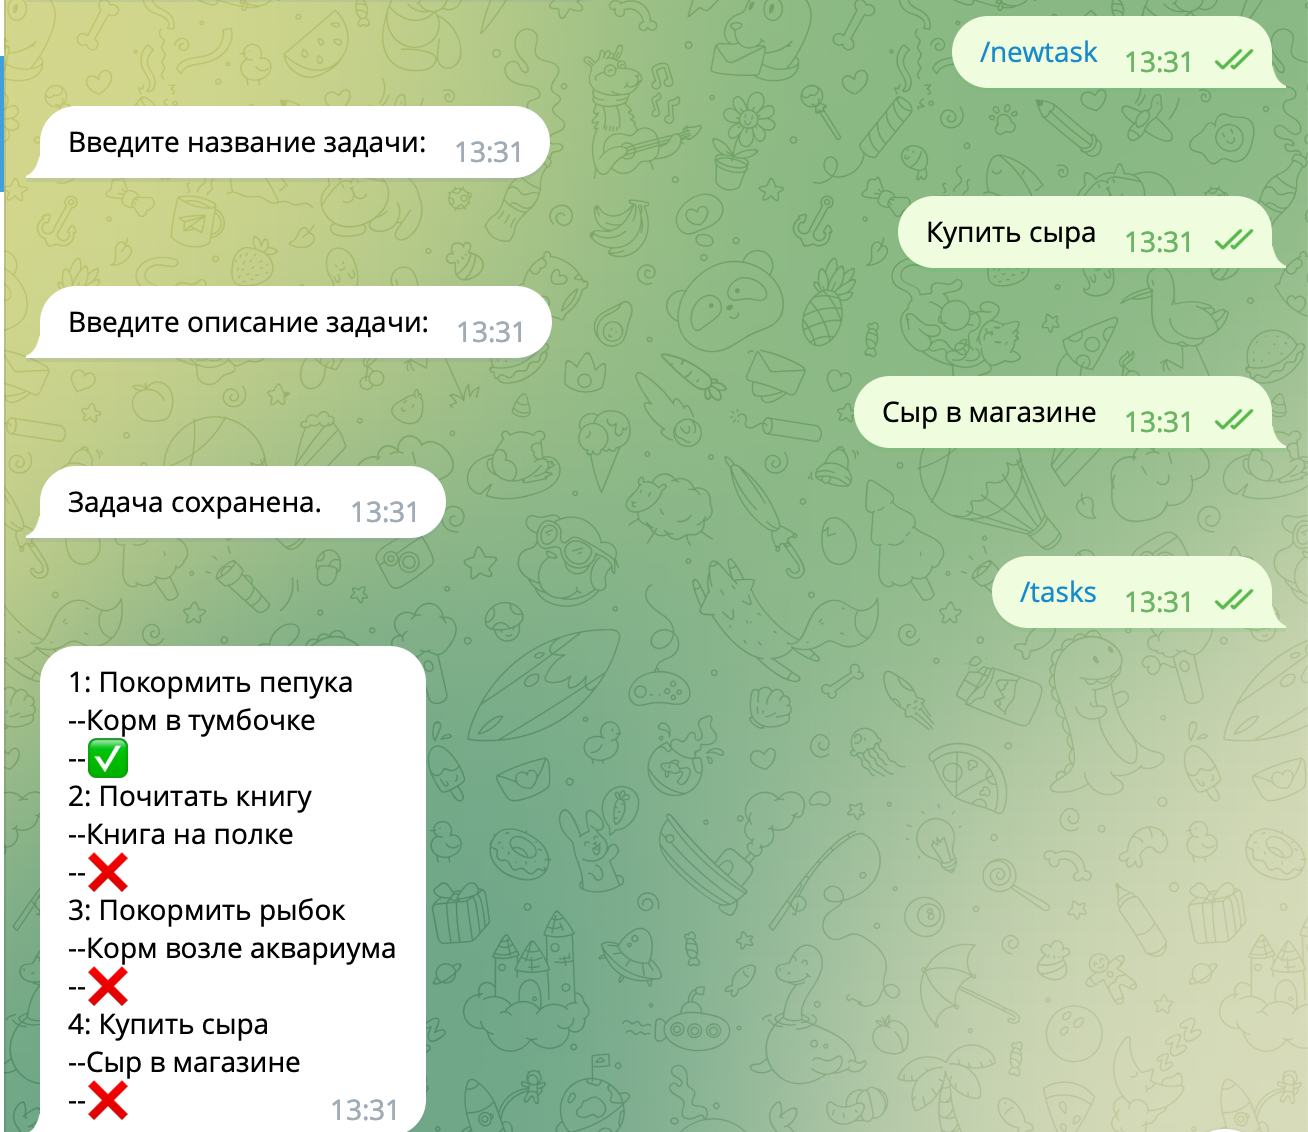 /newtask 13:31
Введите название задачи: 13:31
Купить сыра 13:31
Введите описание задачи: 13:31
Сыр в магазине 13:31
Задача сохранена. 13:31
/tasks 13:31
1: Покормить пепука
--Корм в тумбочке
--✅
2: Почитать книгу
--Книга на полке
--❌
3: Покормить рыбок
--Корм возле аквариума
--❌
4: Купить сыра
--Сыр в магазине
--❌ 13:31